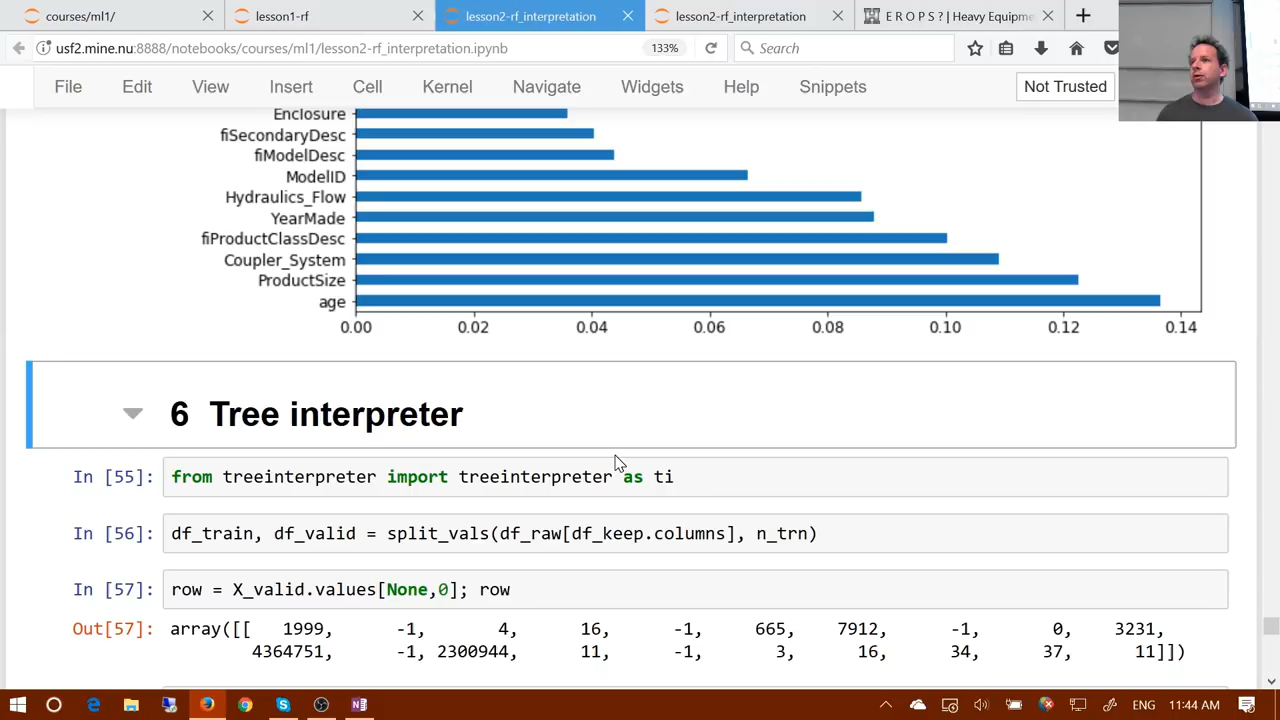 courses/ml1/
lesson1-rf
lesson2-rf_interpretation
lesson2-rf_interpretation
E R O P S ? | Heavy Equipme
usf2.mine.nu:8888/notebooks/courses/ml1/lesson2-rf_interpretation.ipynb
133%
Search
File Edit View Insert Cell Kernel Navigate Widgets Help Snippets
Not Trusted
Enclosure
fiSecondaryDesc
fiModelDesc
ModelID
Hydraulics_Flow
YearMade
fiProductClassDesc
Coupler_System
ProductSize
age
0.00 0.02 0.04 0.06 0.08 0.10 0.12 0.14
6 Tree interpreter
In [55]: from treeinterpreter import treeinterpreter as ti
In [56]: df_train, df_valid = split_vals(df_raw[df_keep.columns], n_trn)
In [57]: row = X_valid.values[None,0]; row
Out[57]: array([[ 1999, -1, 4, 16, -1, 665, 7912, -1, 0, 3231,
4364751, -1, 2300944, 11, -1, 3, 16, 34, 37, 11]])
ENG 11:44 AM